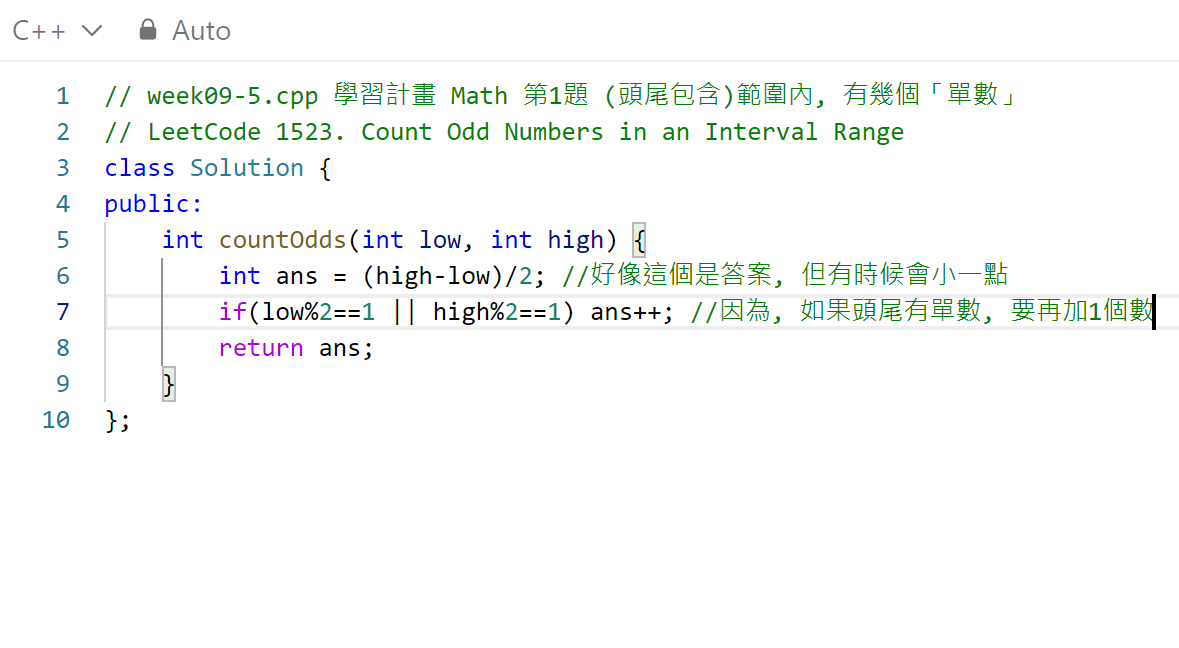 C++ Auto
1 // week09-5.cpp 學習計畫 Math 第1題 (頭尾包含)範圍內, 有幾個「單數」
2 // LeetCode 1523. Count Odd Numbers in an Interval Range
3 class Solution {
4 public:
5 int countOdds(int low, int high) {
6 int ans = (high-low)/2; //好像這個是答案, 但有時候會小一點
7 if(low%2==1 || high%2==1) ans++; //因為, 如果頭尾有單數, 要再加1個數
8 return ans;
9 }
10 };